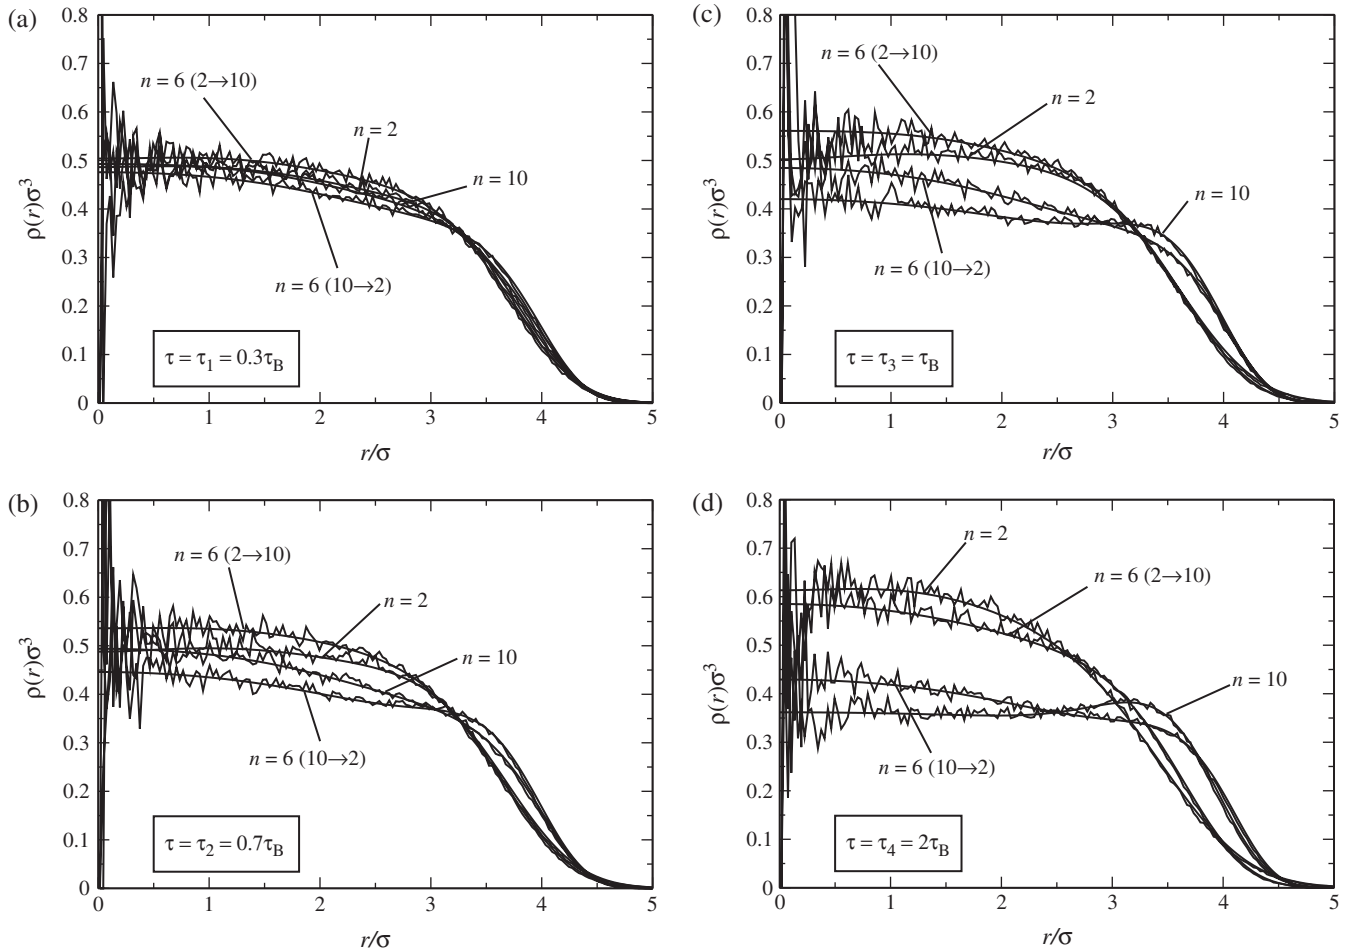 (a)
0.8
0.7
0.6
0.5
0.4
0.3
0.2
0.1
0
ρ(r)σ³
n = 6 (2→10)
n = 2
n = 10
n = 6 (10→2)
τ = τ₁ = 0.3τ_B
0 1 2 3 4 5
r/σ
(c)
0.8
0.7
0.6
0.5
0.4
0.3
0.2
0.1
0
ρ(r)σ³
n = 6 (2→10)
n = 2
n = 10
n = 6 (10→2)
τ = τ₃ = τ_B
0 1 2 3 4 5
r/σ
(b)
0.8
0.7
0.6
0.5
0.4
0.3
0.2
0.1
0
ρ(r)σ³
n = 6 (2→10)
n = 2
n = 10
n = 6 (10→2)
τ = τ₂ = 0.7τ_B
0 1 2 3 4 5
r/σ
(d)
0.8
0.7
0.6
0.5
0.4
0.3
0.2
0.1
0
ρ(r)σ³
n = 2
n = 6 (2→10)
n = 10
n = 6 (10→2)
τ = τ₄ = 2τ_B
0 1 2 3 4 5
r/σ